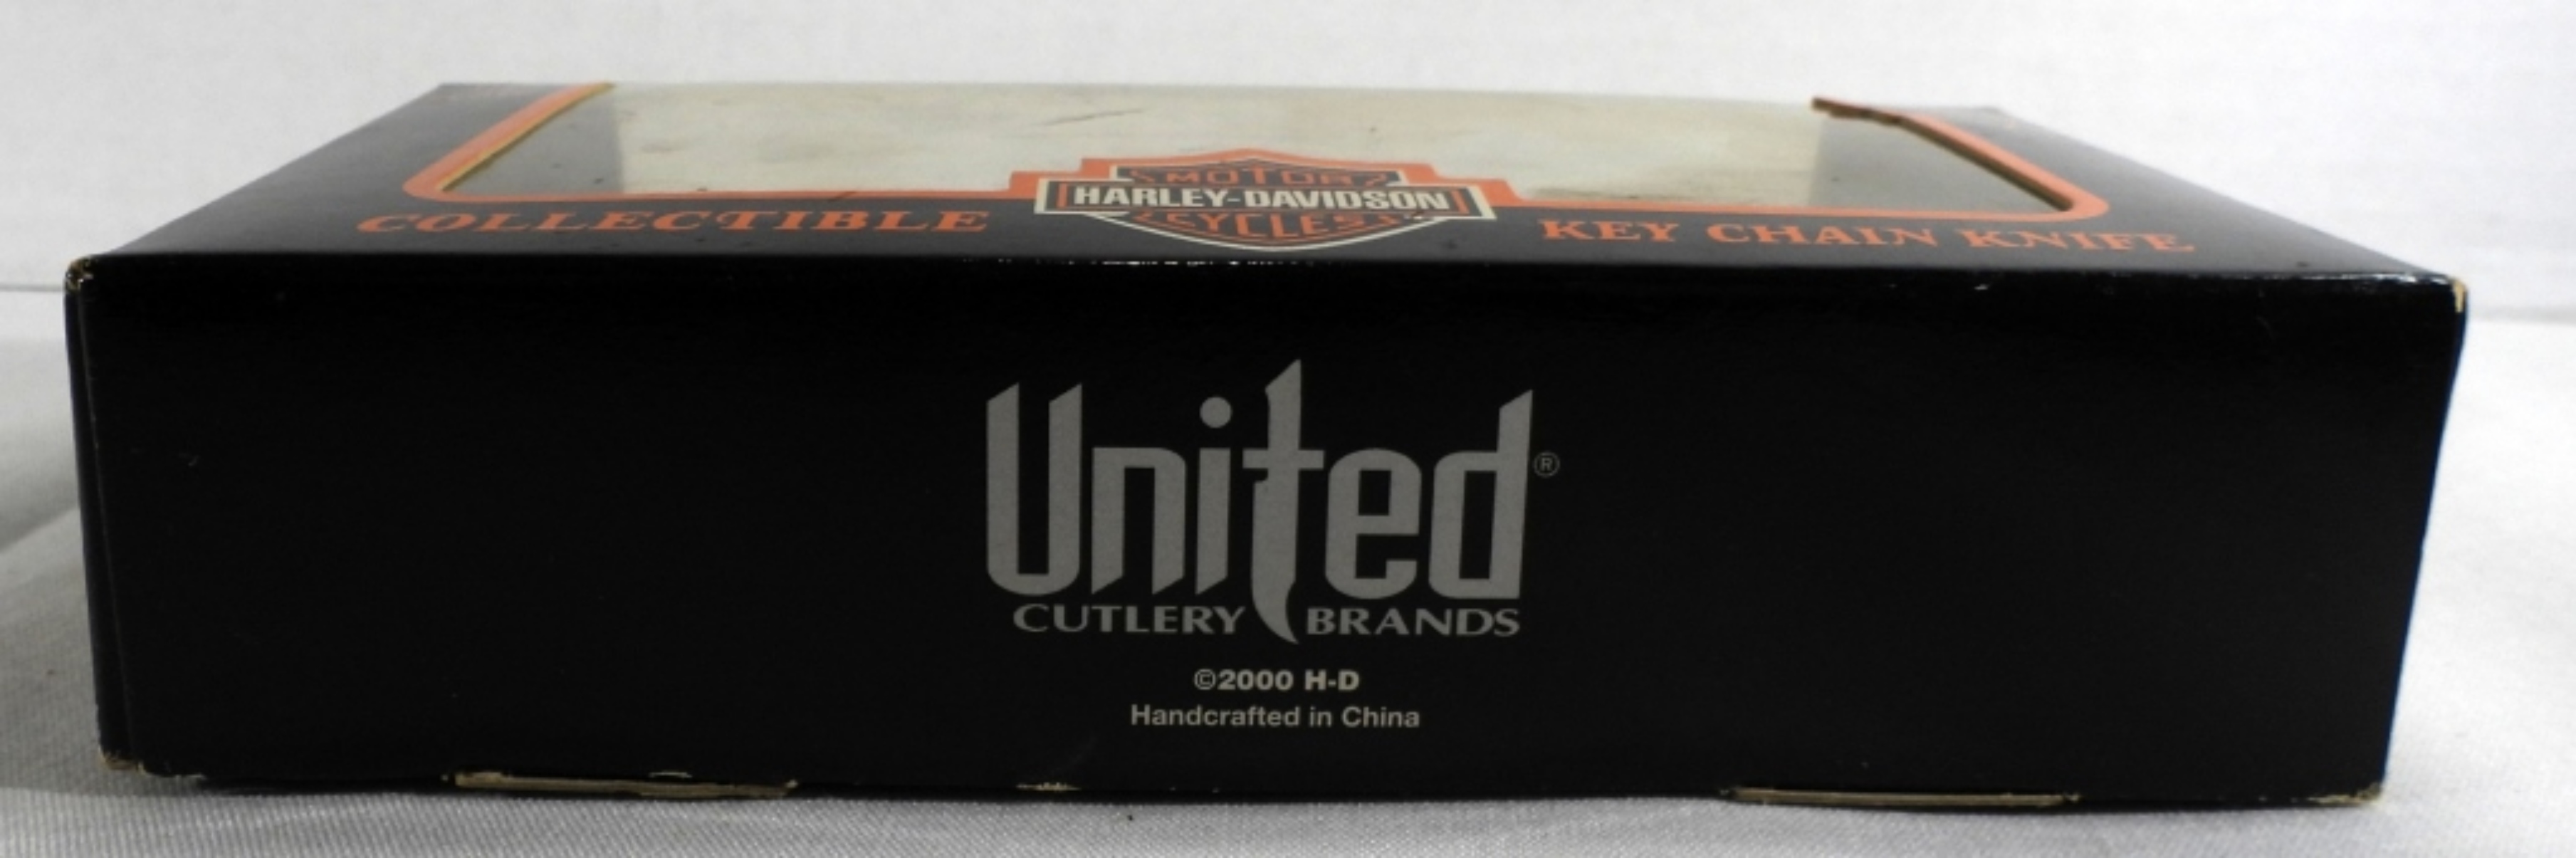 MOTOR
HARLEY-DAVIDSON
CYCLES
COLLECTIBLE KEY CHAIN KNIFE
United®
CUTLERY BRANDS
©2000 H-D
Handcrafted in China